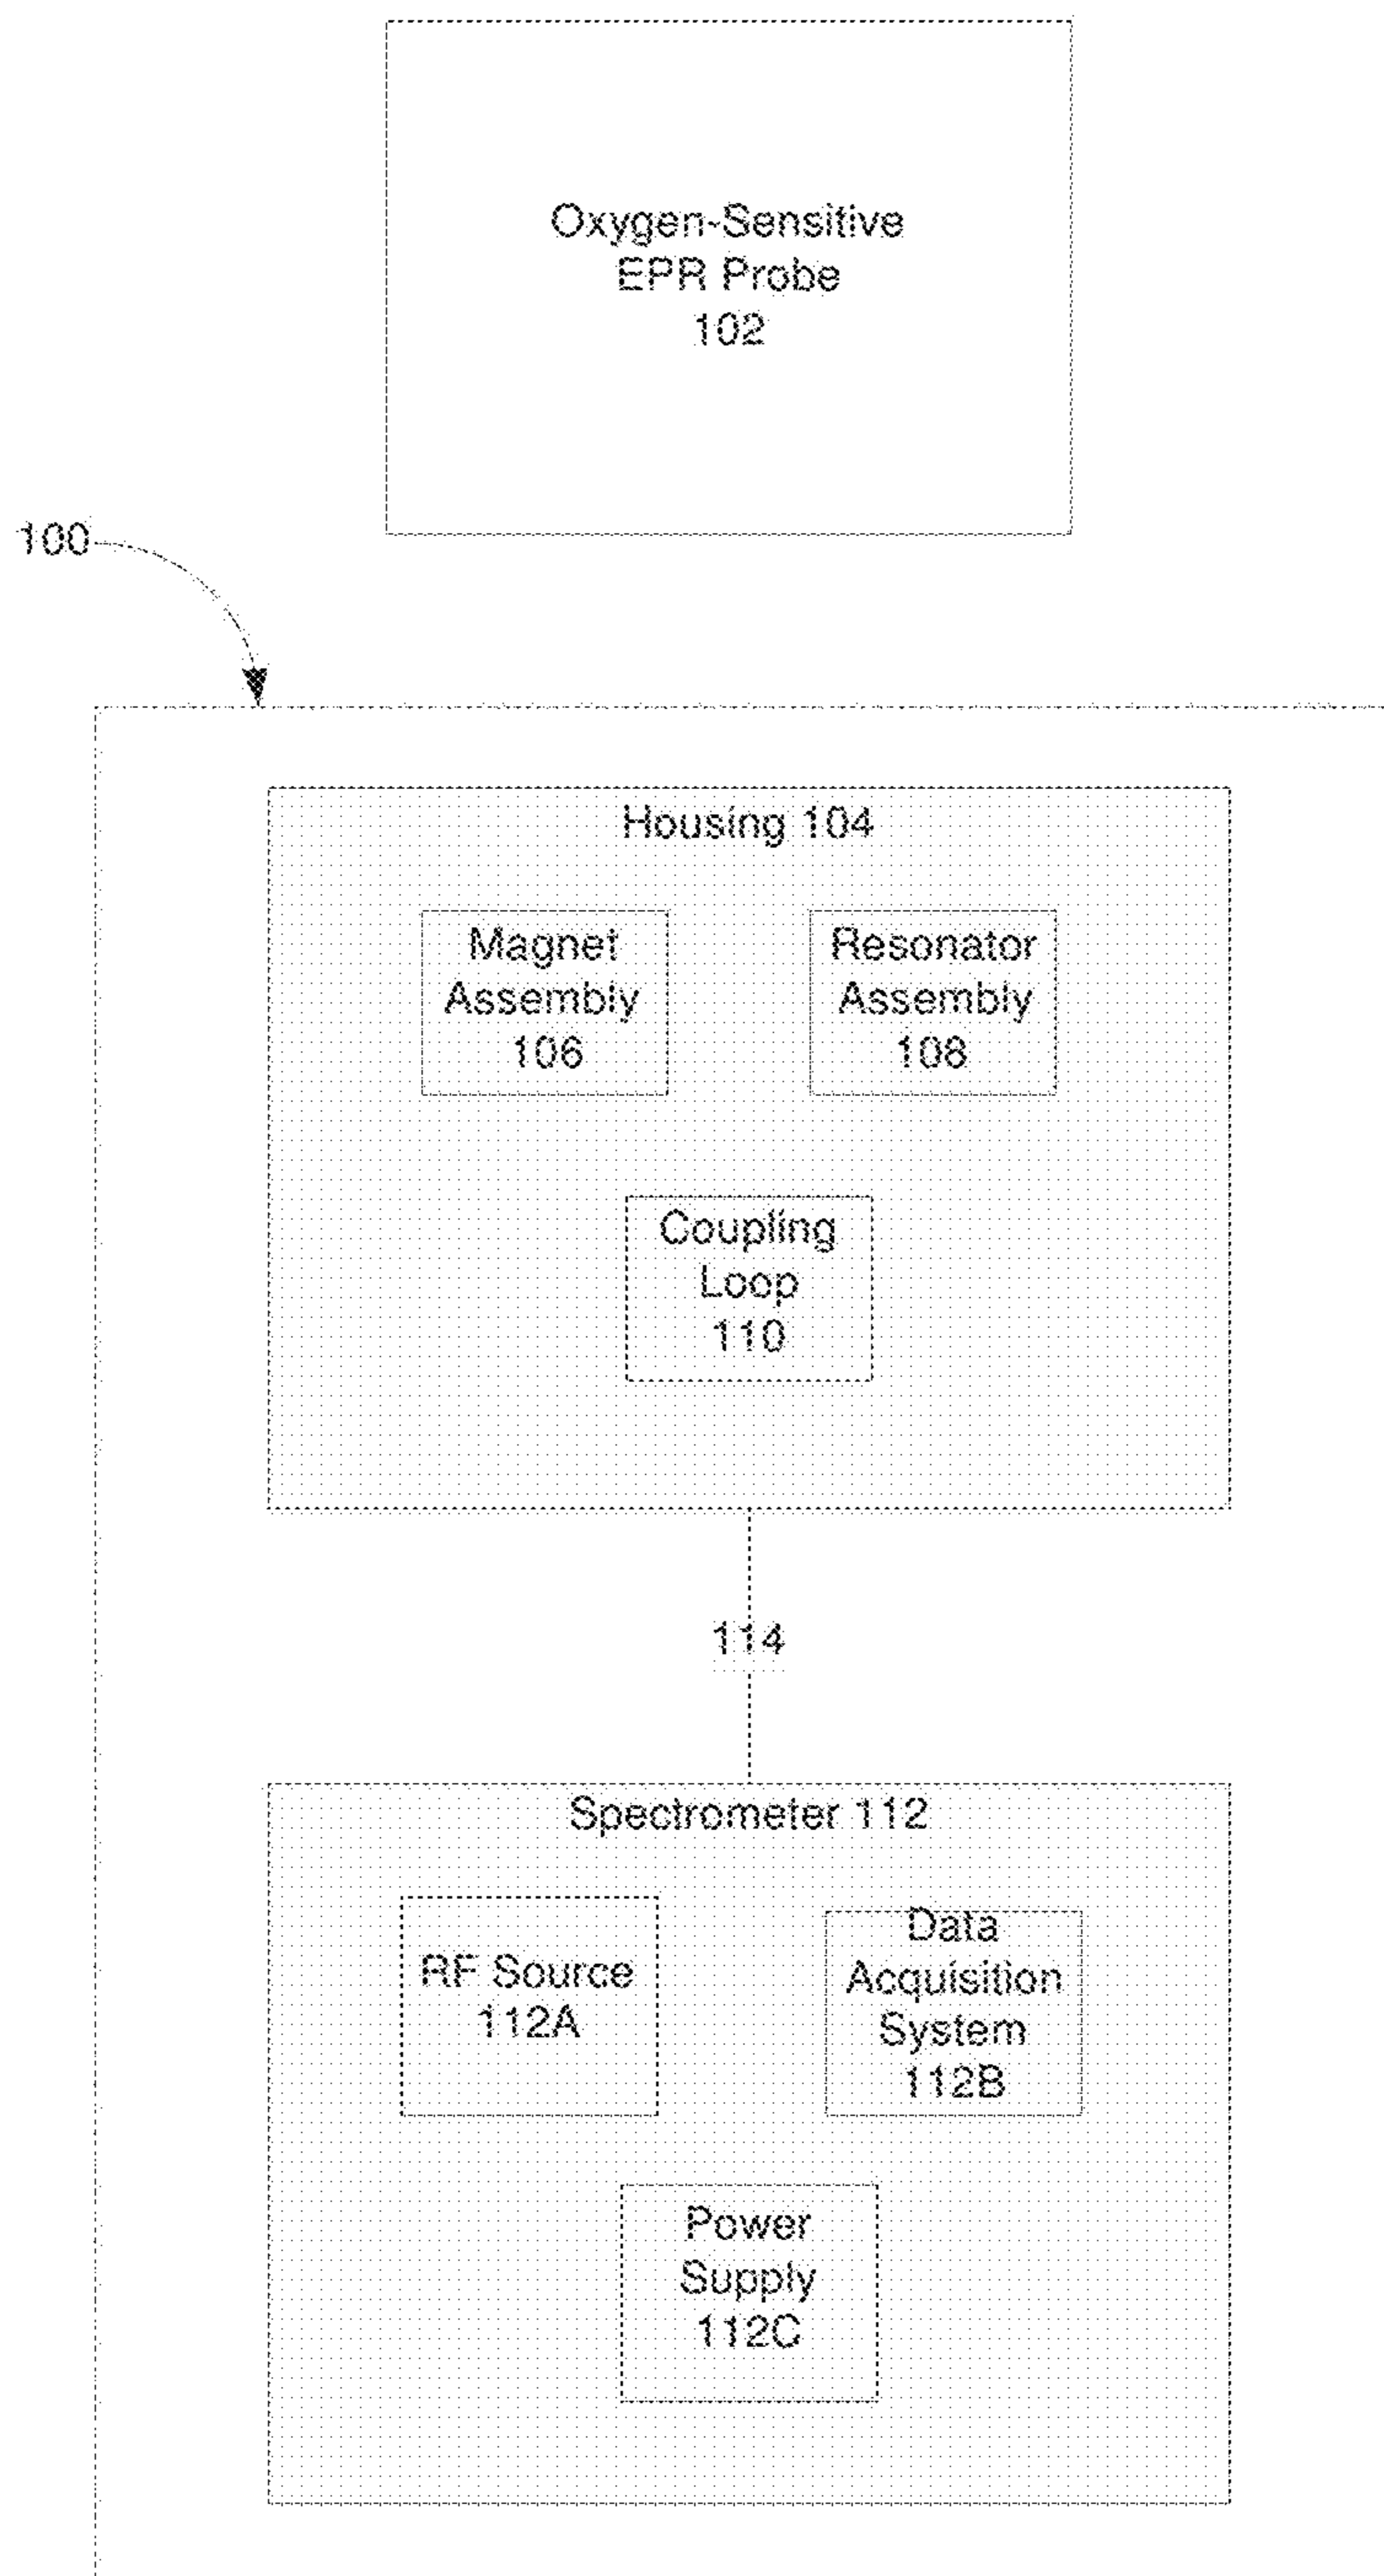 Oxygen-Sensitive
EPR Probe
102
100
Housing 104
Magnet
Assembly
106
Resonator
Assembly
108
Coupling
Loop
110
114
Spectrometer 112
RF Source
112A
Data
Acquisition
System
112B
Power
Supply
112C